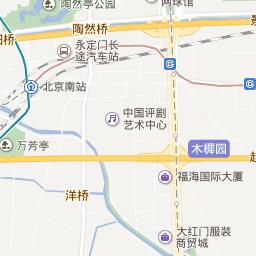 陶然亭公园
网球馆
陶然桥
景
永定门长
途汽车站
北京南站
中国评剧
艺术中心
万芳亭
木樨园
赵
福海国际大厦
洋桥
大红门服装
商贸城